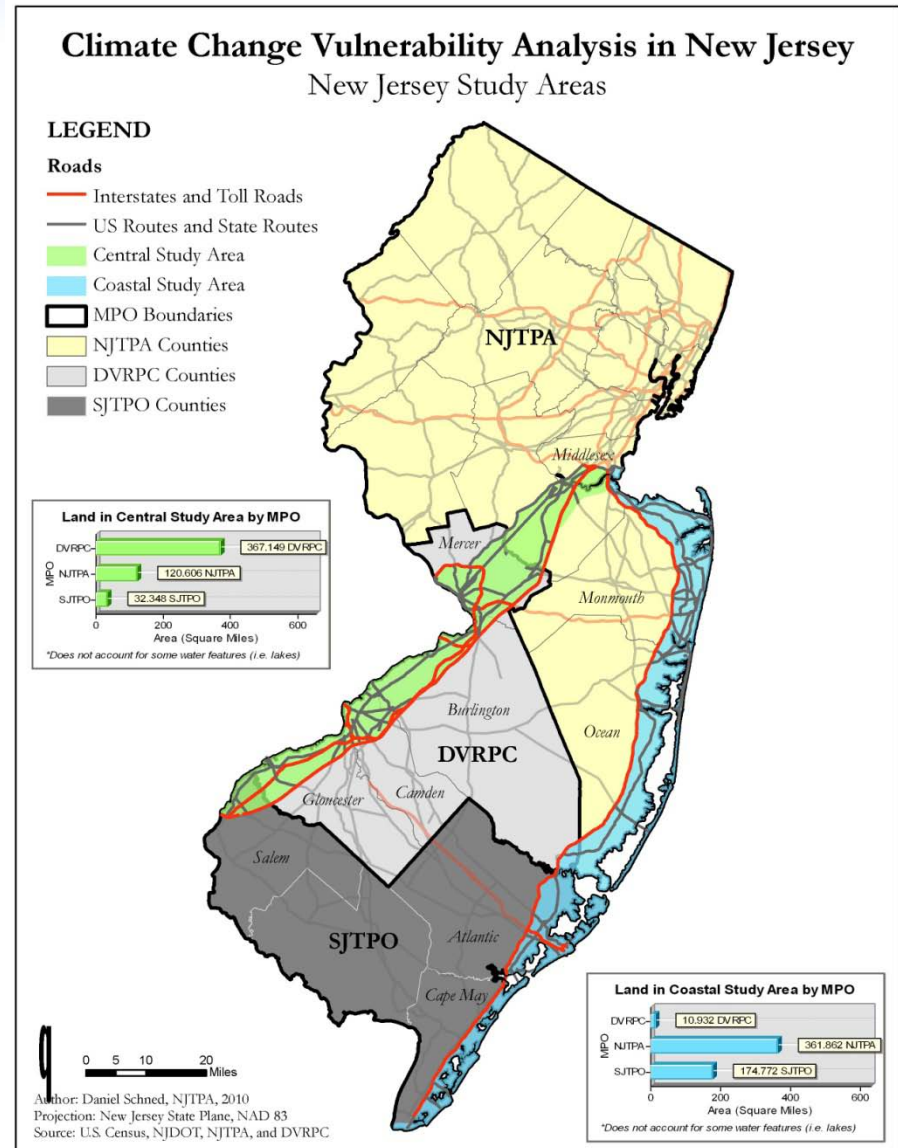 Climate Change Vulnerability Analysis in New Jersey
New Jersey Study Areas
LEGEND
Roads
Interstates and Toll Roads
US Routes and State Routes
Central Study Area
Coastal Study Area
MPO Boundaries
NJTPA Counties
DVRPC Counties
SJTPO Counties
NJTPA
Middlesex
Mercer
Monmouth
Burlington
Ocean
DVRPC
Camden
Gloucester
Salem
SJTPO
Atlantic
Cape May
Land in Central Study Area by MPO
MPO
DVRPC
367.149 DVRPC
NJTPA
120.606 NJTPA
SJTPO
32.348 SJTPO
0 200 400 600
Area (Square Miles)
*Does not account for some water features (i.e. lakes)
Land in Coastal Study Area by MPO
MPO
DVRPC
10.932 DVRPC
NJTPA
361.862 NJTPA
SJTPO
174.772 SJTPO
0 200 400 600
Area (Square Miles)
*Does not account for some water features (i.e. lakes)
0 5 10 20
Miles
Author: Daniel Schned, NJTPA, 2010
Projection: New Jersey State Plane, NAD 83
Source: U.S. Census, NJDOT, NJTPA, and DVRPC